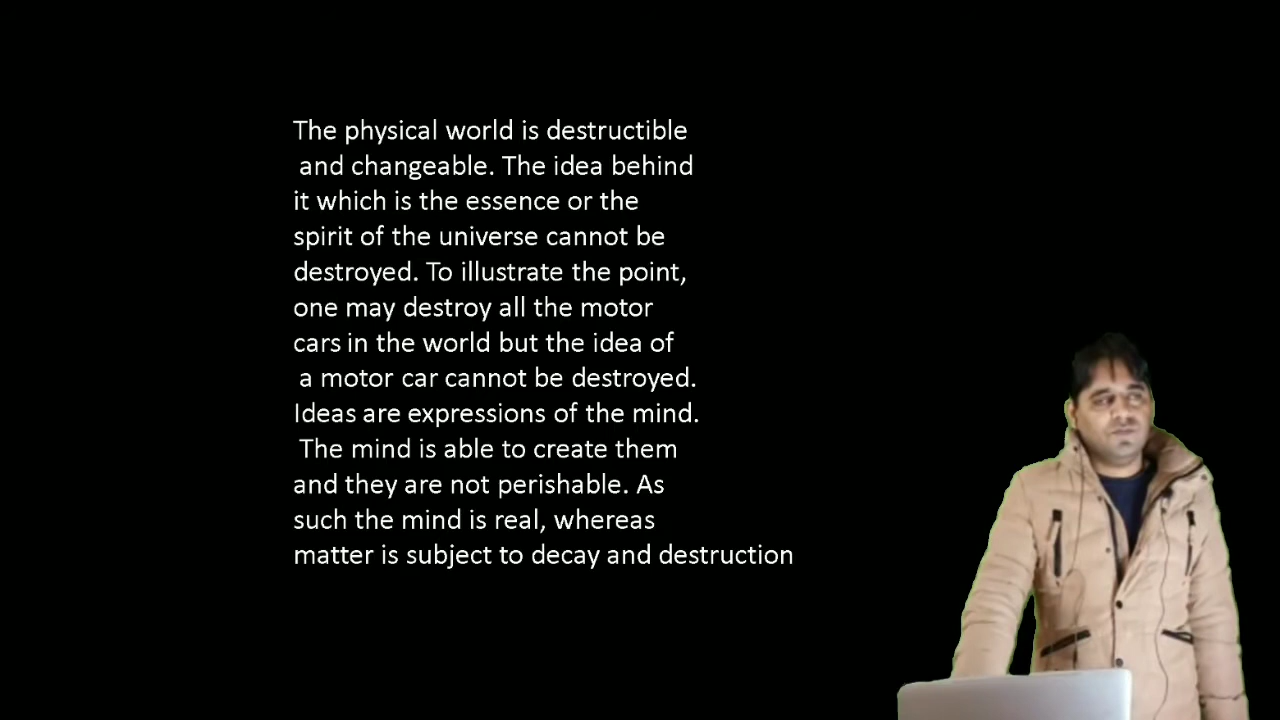 The physical world is destructible
and changeable. The idea behind
it which is the essence or the
spirit of the universe cannot be
destroyed. To illustrate the point,
one may destroy all the motor
cars in the world but the idea of
a motor car cannot be destroyed.
Ideas are expressions of the mind.
The mind is able to create them
and they are not perishable. As
such the mind is real, whereas
matter is subject to decay and destruction